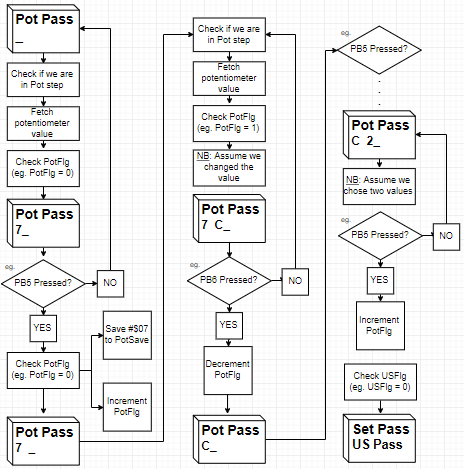 Pot Pass
_
Check if we are
in Pot step
Fetch
potentiometer
value
Check PotFlg
(eg. PotFlg = 0)
Pot Pass
7_
eg.
PB5 Pressed?
NO
YES
Check PotFlg
(eg. PotFlg = 0)
Save #$07
to PotSave
Increment
PotFlg
Pot Pass
7 _
Check if we are
in Pot step
Fetch
potentiometer
value
Check PotFlg
(eg. PotFlg = 1)
NB: Assume we
changed the
value
Pot Pass
7 C_
eg.
PB6 Pressed?
NO
YES
Decrement
PotFlg
Pot Pass
C_
eg.
PB5 Pressed?
Pot Pass
C 2_
NB: Assume we
chose two values
eg.
PB5 Pressed?
NO
YES
Increment
PotFlg
Check USFlg
(eg. USFlg = 0)
Set Pass
US Pass